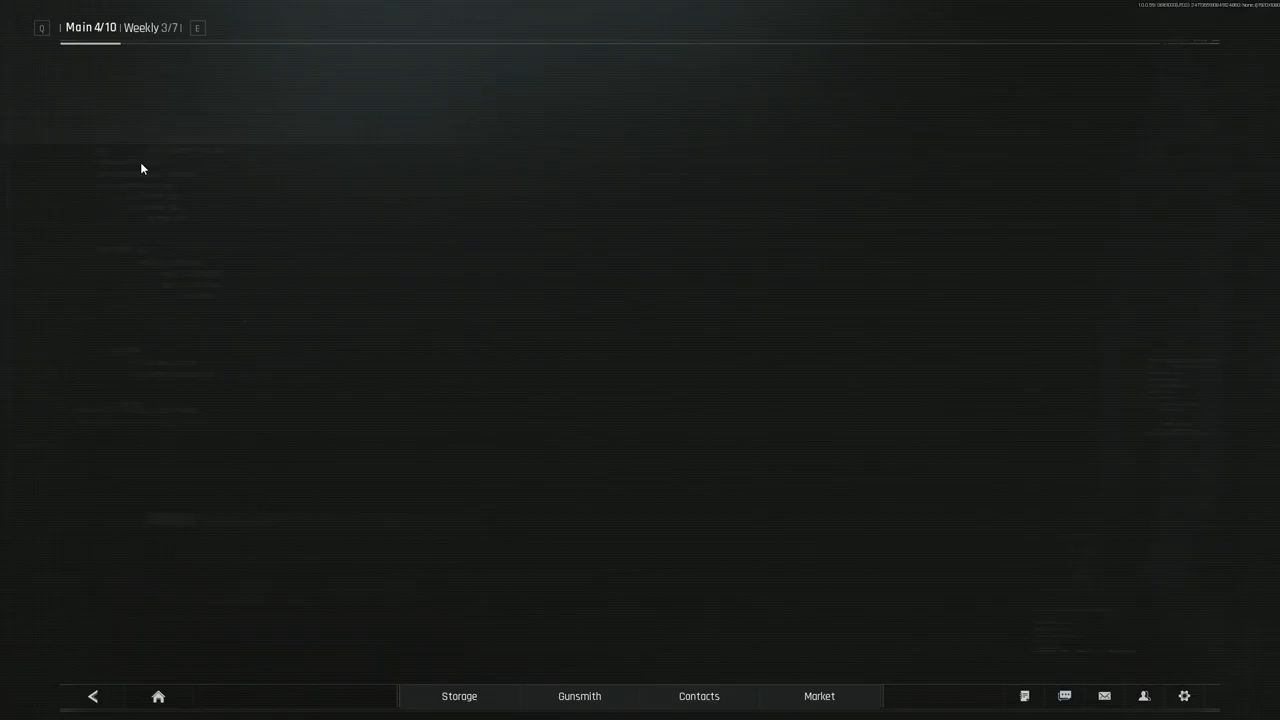 Q | Main 4/10 | Weekly 3/7 | E
Storage Gunsmith Contacts Market